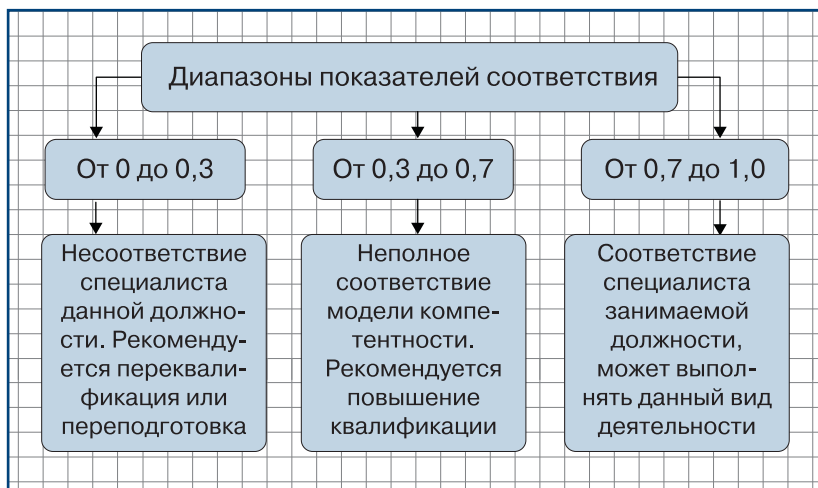 Диапазоны показателей соответствия
От 0 до 0,3
От 0,3 до 0,7
От 0,7 до 1,0
Несоответствие
специалиста
данной должно-
сти. Рекоменду-
ется переквали-
фикация или
переподготовка
Неполное
соответствие
модели компе-
тентности.
Рекомендуется
повышение
квалификации
Соответствие
специалиста
занимаемой
должности,
может выпол-
нять данный вид
деятельности